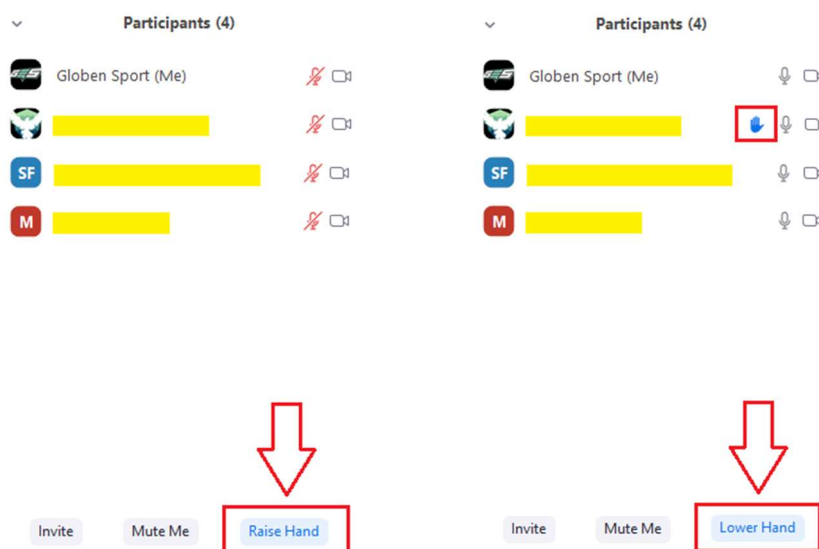 Participants (4)
Globen Sport (Me)
SF
M
Invite Mute Me Raise Hand
Participants (4)
Globen Sport (Me)
SF
M
Invite Mute Me Lower Hand